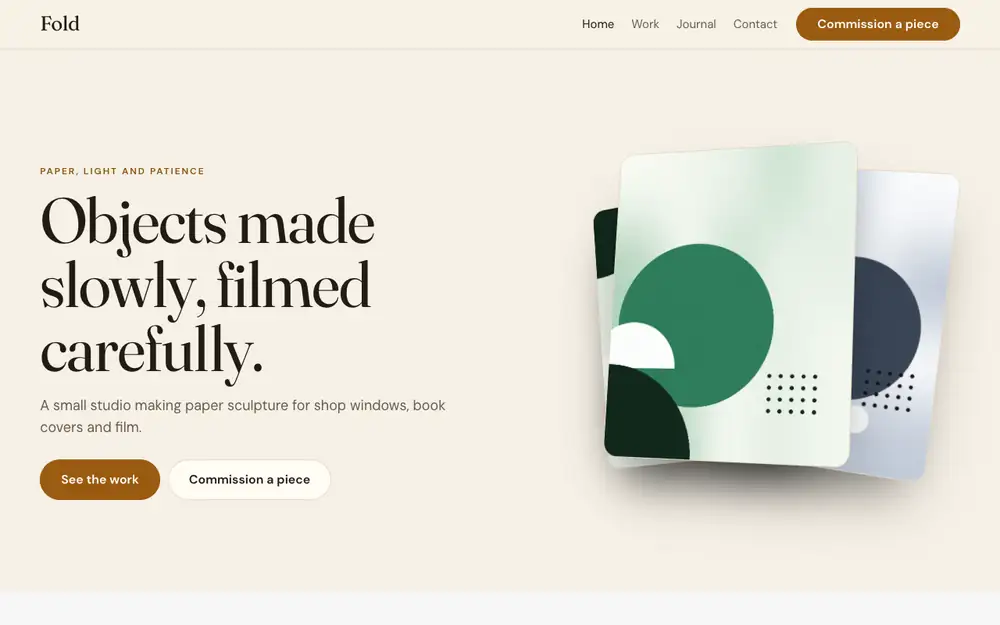 Fold
Home
Work
Journal
Contact
Commission a piece
PAPER, LIGHT AND PATIENCE
Objects made
slowly, filmed
carefully.
A small studio making paper sculpture for shop windows, book
covers and film.
See the work
Commission a piece